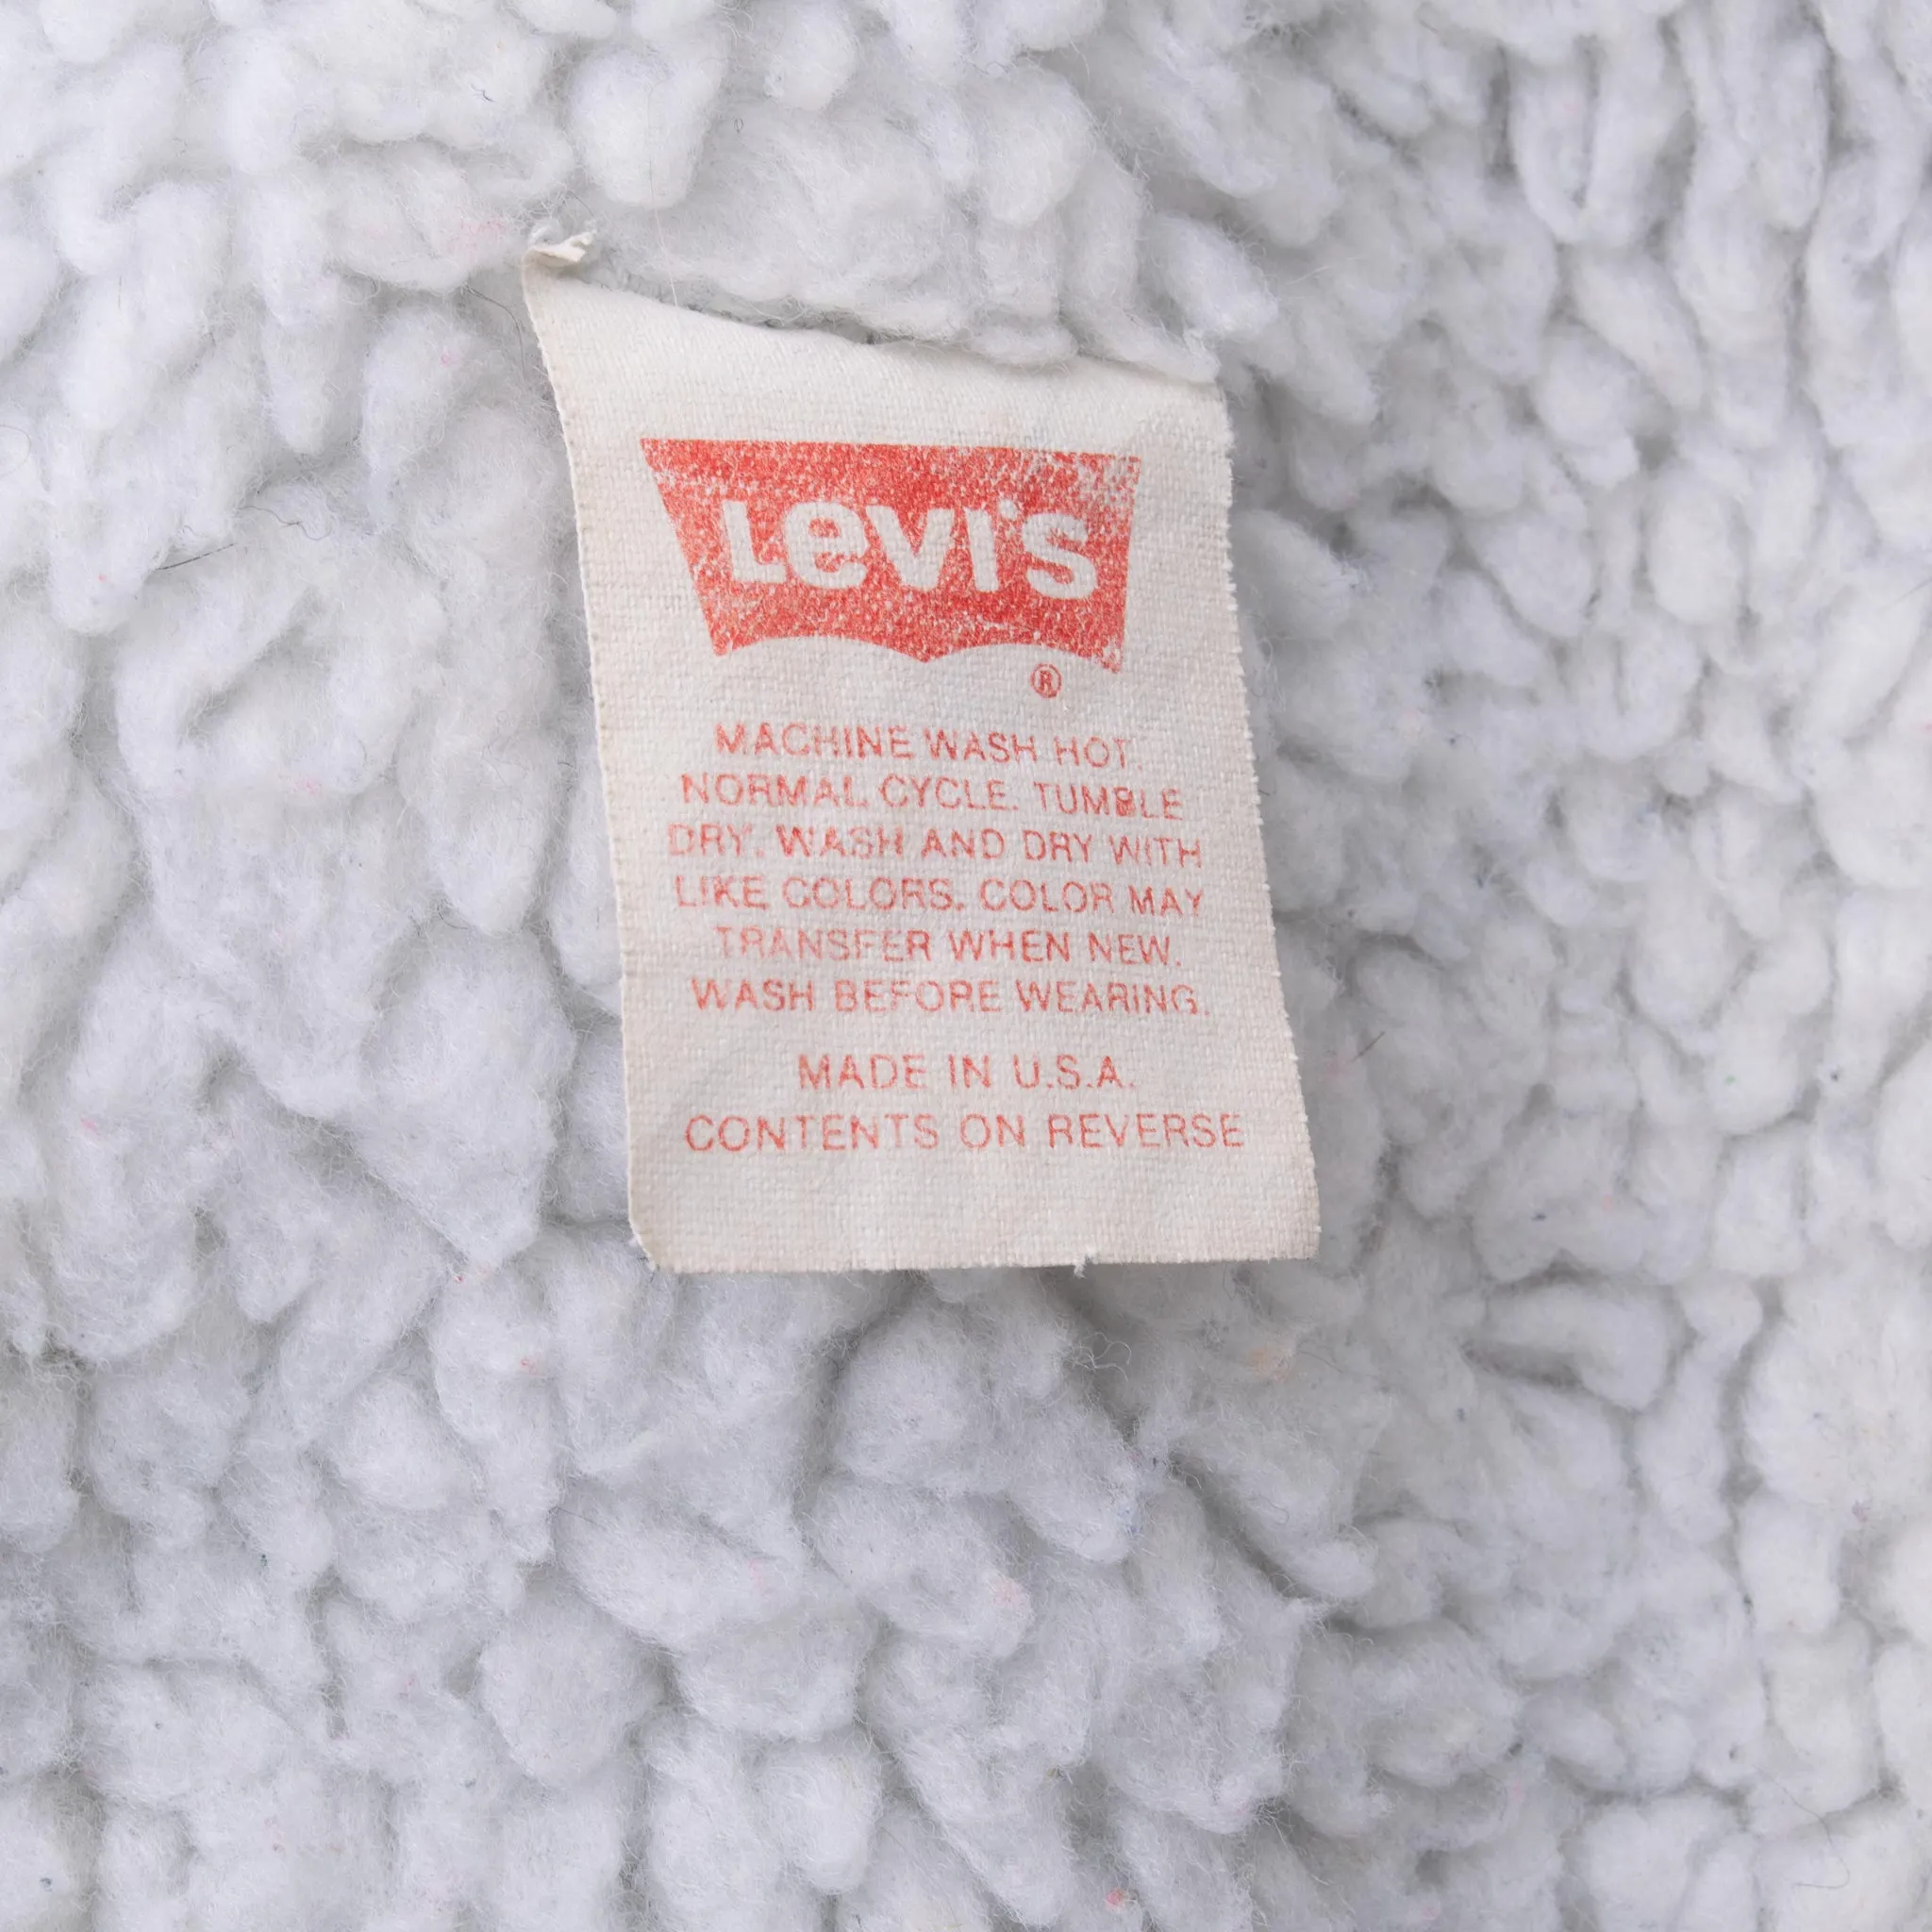 Levi's
®
MACHINE WASH HOT.
NORMAL CYCLE. TUMBLE
DRY. WASH AND DRY WITH
LIKE COLORS. COLOR MAY
TRANSFER WHEN NEW.
WASH BEFORE WEARING.
MADE IN U.S.A.
CONTENTS ON REVERSE